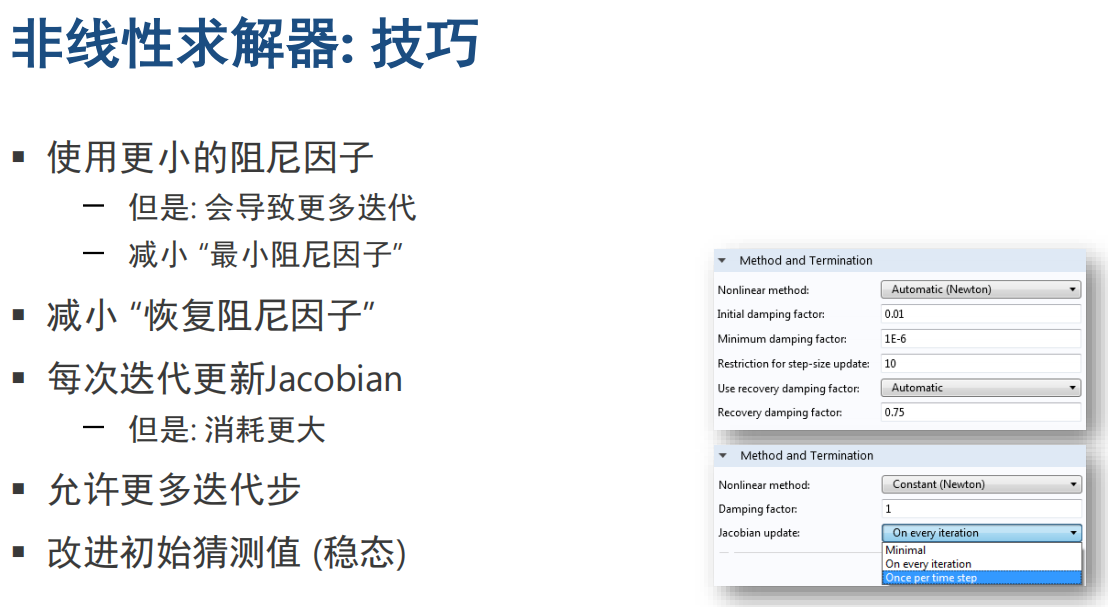 非线性求解器: 技巧
使用更小的阻尼因子
但是: 会导致更多迭代
减小 “最小阻尼因子”
减小 “恢复阻尼因子”
每次迭代更新Jacobian
但是: 消耗更大
允许更多迭代步
改进初始猜测值 (稳态)
Method and Termination
Nonlinear method: Automatic (Newton)
Initial damping factor: 0.01
Minimum damping factor: 1E-6
Restriction for step-size update: 10
Use recovery damping factor: Automatic
Recovery damping factor: 0.75
Method and Termination
Nonlinear method: Constant (Newton)
Damping factor: 1
Jacobian update: On every iteration
Minimal
On every iteration
Once per time step